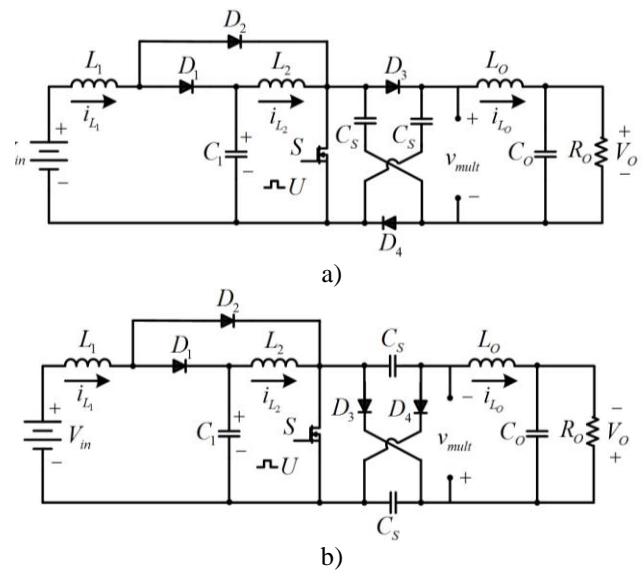 D2
L1 D1 L2 D3 LO
iL1 iL2 iLO
+ C1 + S CS CS + CO RO + VO
in − − U vmult − −
D4
a)
D2
L1 D1 L2 CS LO
iL1 iL2 iLO
+ Vin − C1 + − S D3 D4 − vmult CO RO − VO +
U +
CS
b)